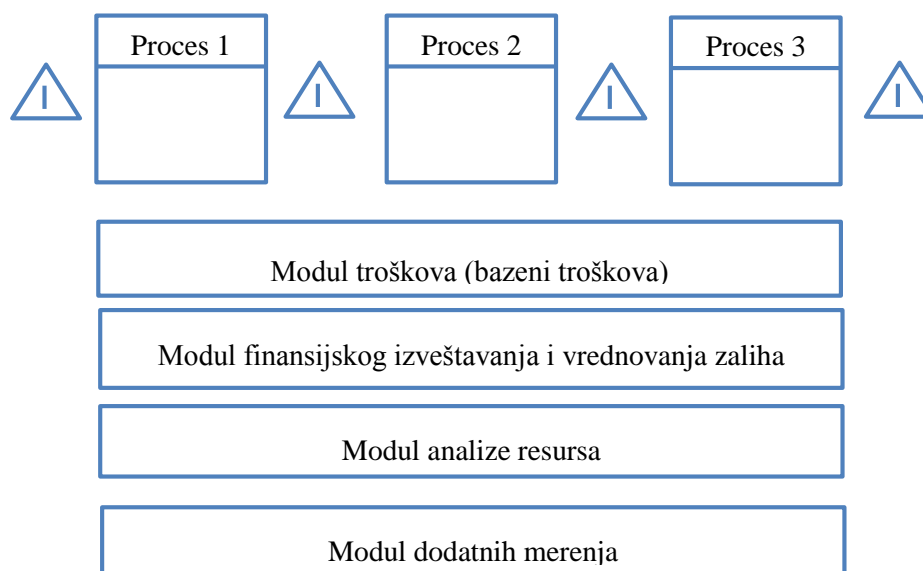 Proces 1
Proces 2
Proces 3
I
I
I
I
Modul troškova (bazeni troškova)
Modul finansijskog izveštavanja i vrednovanja zaliha
Modul analize resursa
Modul dodatnih merenja